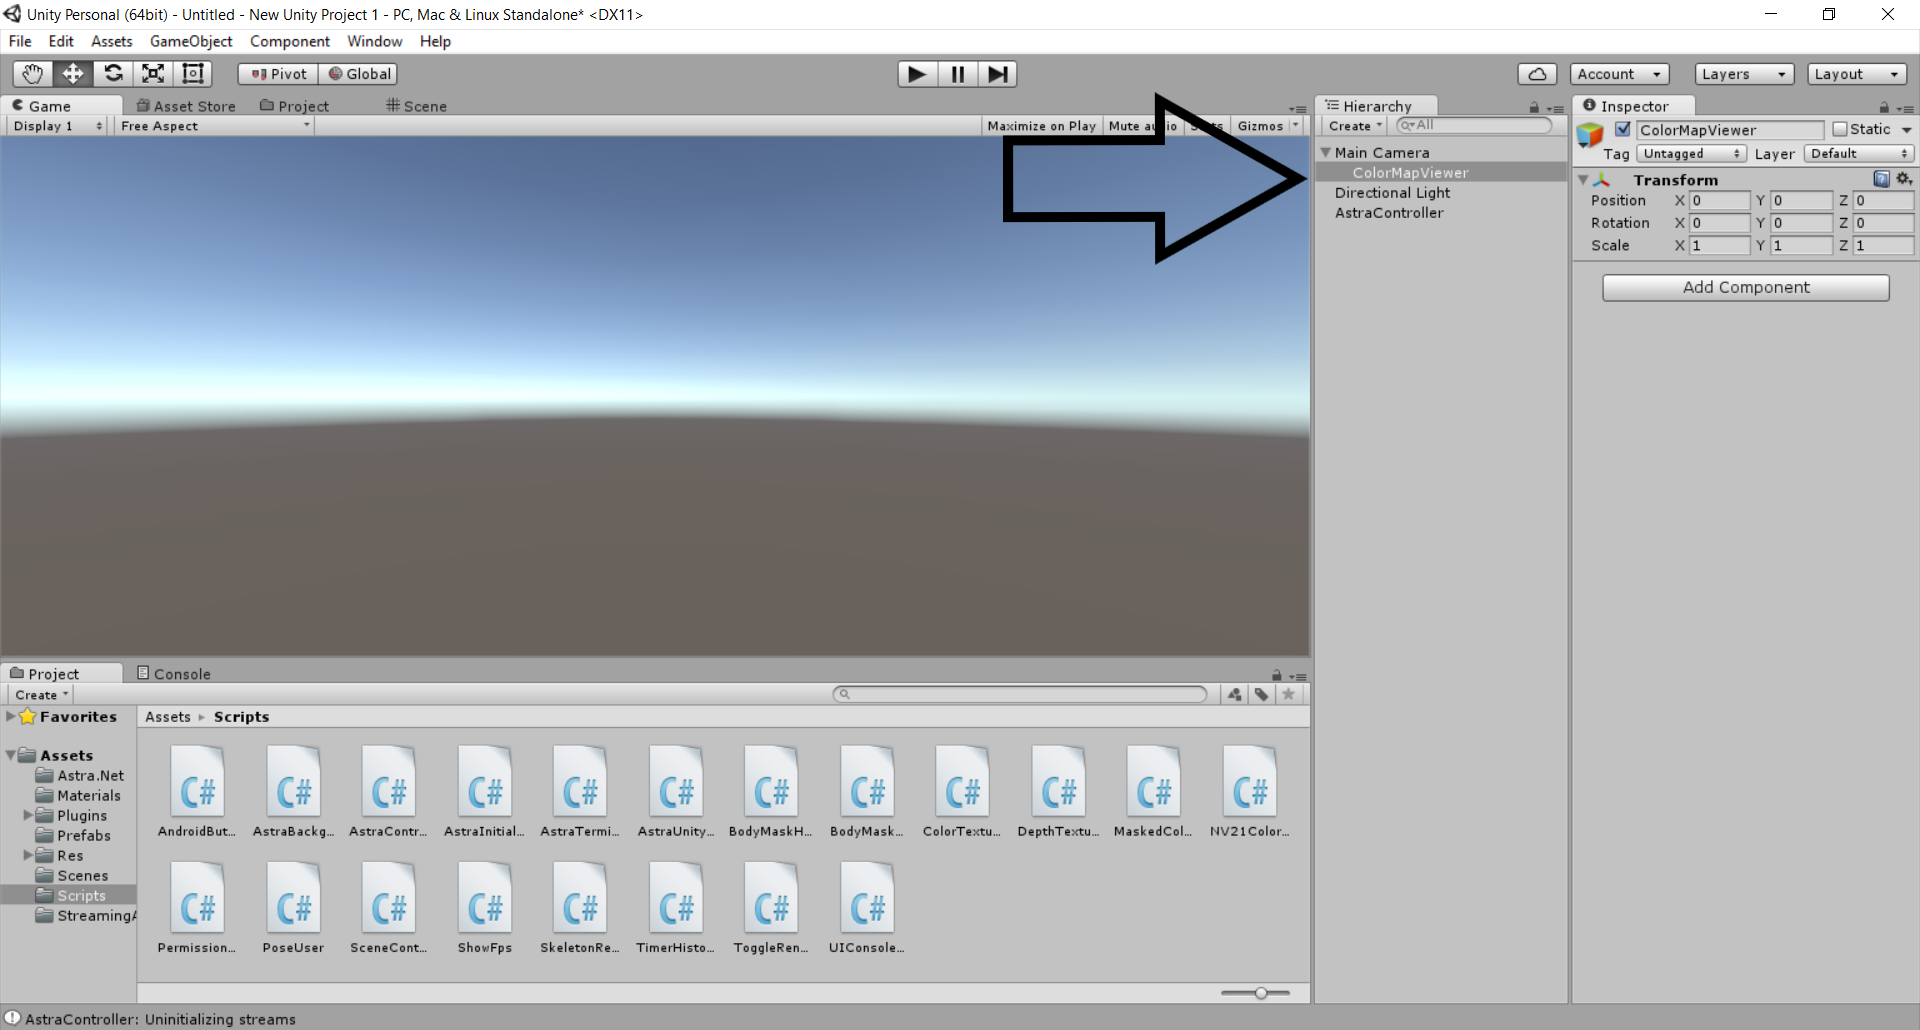 Unity Personal (64bit) - Untitled - New Unity Project 1 - PC, Mac & Linux Standalone* <DX11>
File Edit Assets GameObject Component Window Help
Pivot Global Account Layers Layout
Game Asset Store Project Scene
Display 1 Free Aspect Maximize on Play Mute audio Gizmos
Hierarchy
Create All
Main Camera
ColorMapViewer
Directional Light
AstraController
Inspector
ColorMapViewer Static
Tag Untagged Layer Default
Transform
Position X 0 Y 0 Z 0
Rotation X 0 Y 0 Z 0
Scale X 1 Y 1 Z 1
Add Component
Project Console
Create
Favorites
Assets
Astra.Net
Materials
Plugins
Prefabs
Res
Scenes
Scripts
StreamingA
Assets Scripts
C# C# C# C# C# C# C# C# C# C# C# C#
AndroidBut... AstraBackg... AstraContr... AstraInitial... AstraTermi... AstraUnity... BodyMaskH... BodyMask... ColorTextu... DepthTextu... MaskedCol... NV21Color...
C# C# C# C# C# C# C# C#
Permission... PoseUser SceneCont... ShowFps SkeletonRe... TimerHisto... ToggleRen... UIConsole...
AstraController: Uninitializing streams